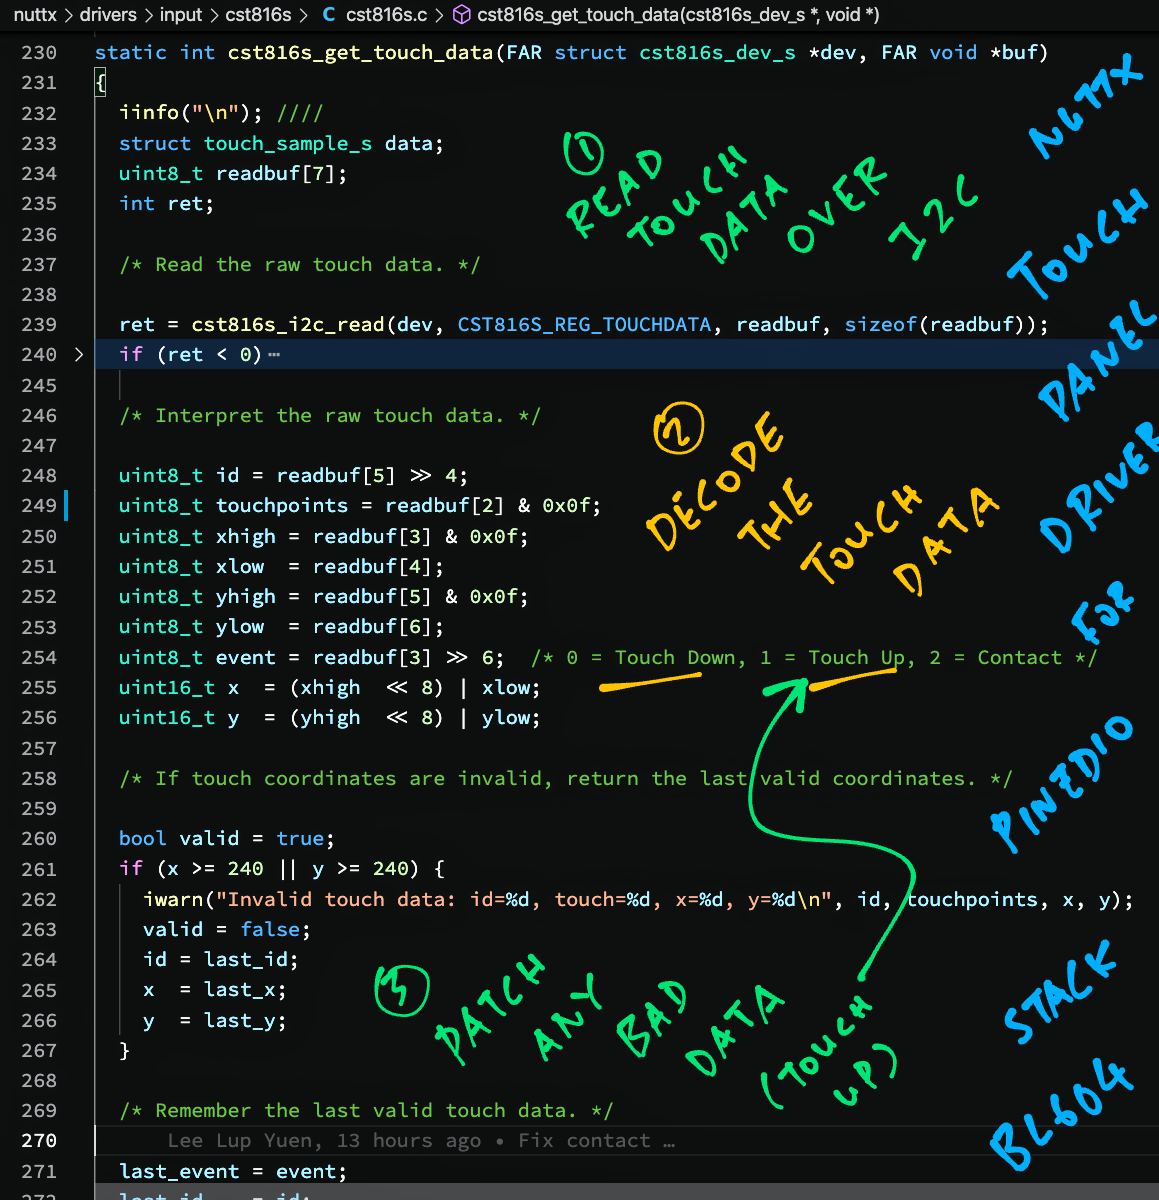 nuttx > drivers > input > cst816s > C cst816s.c > cst816s_get_touch_data(cst816s_dev_s *, void *)
230 static int cst816s_get_touch_data(FAR struct cst816s_dev_s *dev, FAR void *buf)
231 {
232 iinfo("\n"); ////
233 struct touch_sample_s data;
234 uint8_t readbuf[7];
235 int ret;
236
237 /* Read the raw touch data. */
238
239 ret = cst816s_i2c_read(dev, CST816S_REG_TOUCHDATA, readbuf, sizeof(readbuf));
240 > if (ret < 0) ⋯
245
246 /* Interpret the raw touch data. */
247
248 uint8_t id = readbuf[5] >> 4;
249 uint8_t touchpoints = readbuf[2] & 0x0f;
250 uint8_t xhigh = readbuf[3] & 0x0f;
251 uint8_t xlow  = readbuf[4];
252 uint8_t yhigh = readbuf[5] & 0x0f;
253 uint8_t ylow  = readbuf[6];
254 uint8_t event = readbuf[3] >> 6;  /* 0 = Touch Down, 1 = Touch Up, 2 = Contact */
255 uint16_t x  = (xhigh  << 8) | xlow;
256 uint16_t y  = (yhigh  << 8) | ylow;
257
258 /* If touch coordinates are invalid, return the last valid coordinates. */
259
260 bool valid = true;
261 if (x >= 240 || y >= 240) {
262 iwarn("Invalid touch data: id=%d, touch=%d, x=%d, y=%d\n", id, touchpoints, x, y);
263 valid = false;
264 id = last_id;
265 x  = last_x;
266 y  = last_y;
267 }
268
269 /* Remember the last valid touch data. */
270 Lee Lup Yuen, 13 hours ago • Fix contact …
271 last_event = event;
272 last_id    = id;
1 READ TOUCH DATA OVER I2C
2 DECODE THE TOUCH DATA
3 PATCH ANY BAD DATA (TOUCH UP)
NUTTX TOUCH PANEL DRIVER FOR PINEDIO STACK BL604